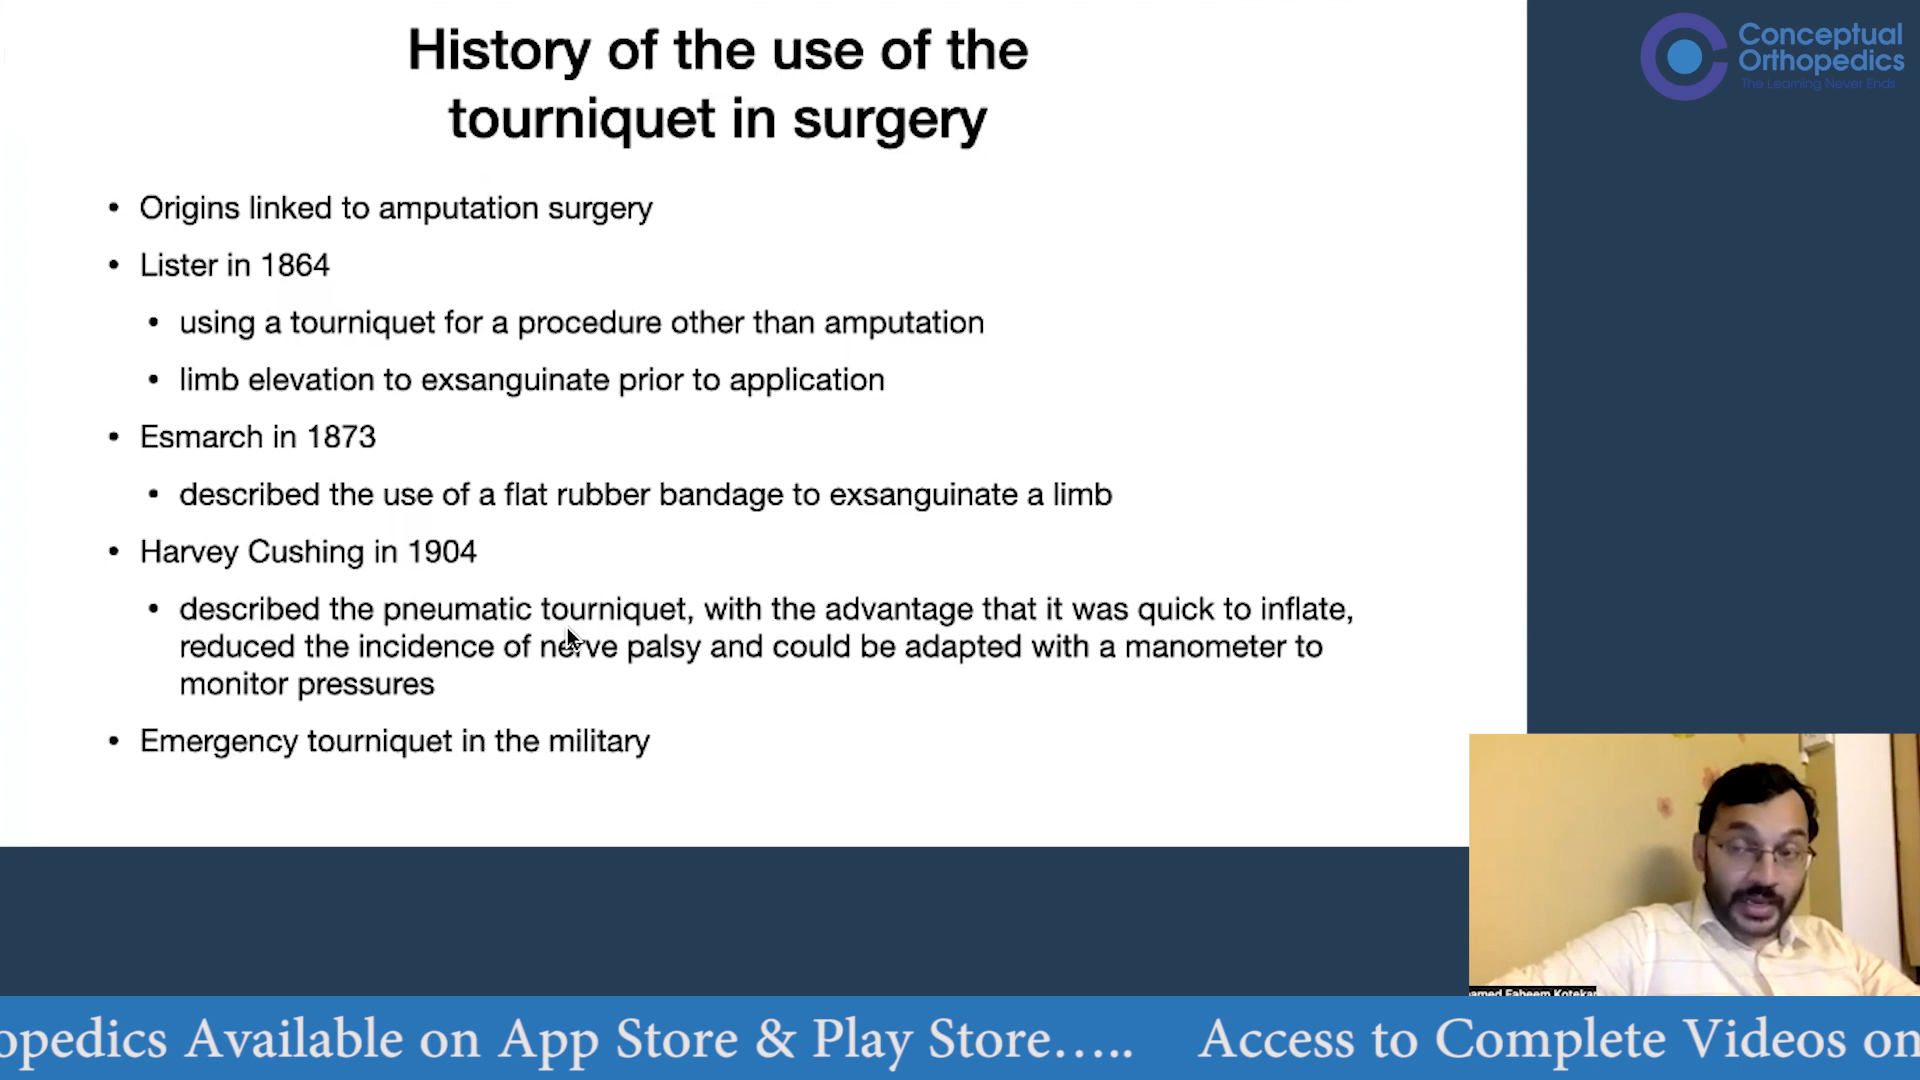 History of the use of the
tourniquet in surgery
Conceptual
Orthopedics
The Learning Never Ends
• Origins linked to amputation surgery
• Lister in 1864
• using a tourniquet for a procedure other than amputation
• limb elevation to exsanguinate prior to application
• Esmarch in 1873
• described the use of a flat rubber bandage to exsanguinate a limb
• Harvey Cushing in 1904
• described the pneumatic tourniquet, with the advantage that it was quick to inflate,
reduced the incidence of nerve palsy and could be adapted with a manometer to
monitor pressures
• Emergency tourniquet in the military
amed Faheem Kotekar
opedics Available on App Store & Play Store….. Access to Complete Videos on